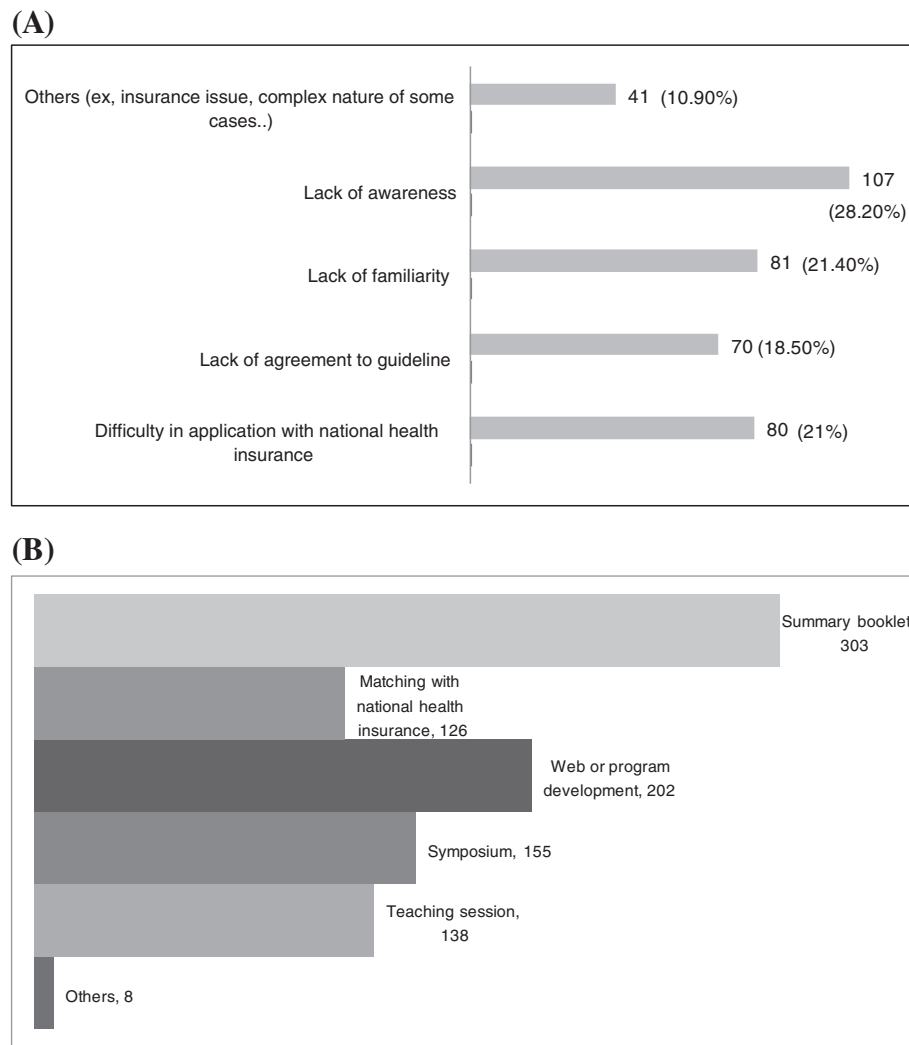 (A)
Others (ex, insurance issue, complex nature of some
cases..)
41 (10.90%)
Lack of awareness
107
(28.20%)
Lack of familiarity
81 (21.40%)
Lack of agreement to guideline
70 (18.50%)
Difficulty in application with national health
insurance
80 (21%)
(B)
Summary booklet
303
Matching with
national health
insurance, 126
Web or program
development, 202
Symposium, 155
Teaching session,
138
Others, 8